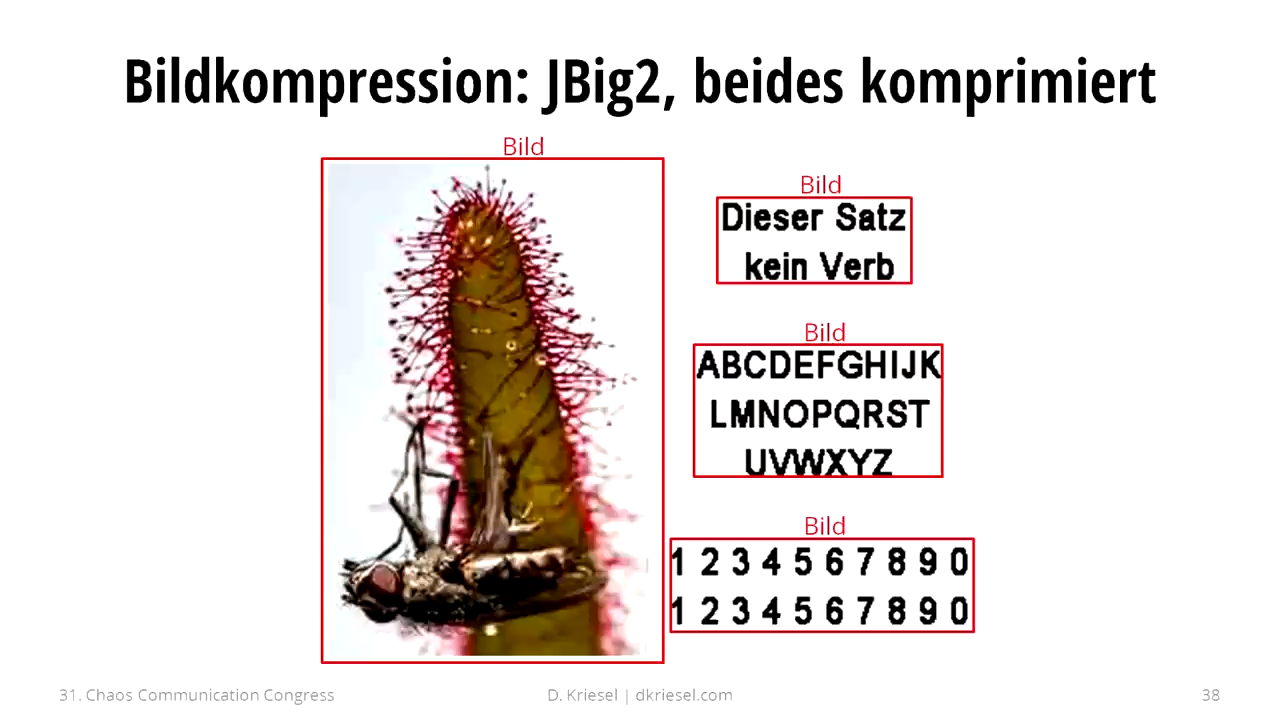 Bildkompression: JBig2, beides komprimiert
Bild
Bild
Dieser Satz
kein Verb
Bild
ABCDEFGHIJK
LMNOPQRST
UVWXYZ
Bild
1 2 3 4 5 6 7 8 9 0
1 2 3 4 5 6 7 8 9 0
31. Chaos Communication Congress
D. Kriesel | dkriesel.com
38